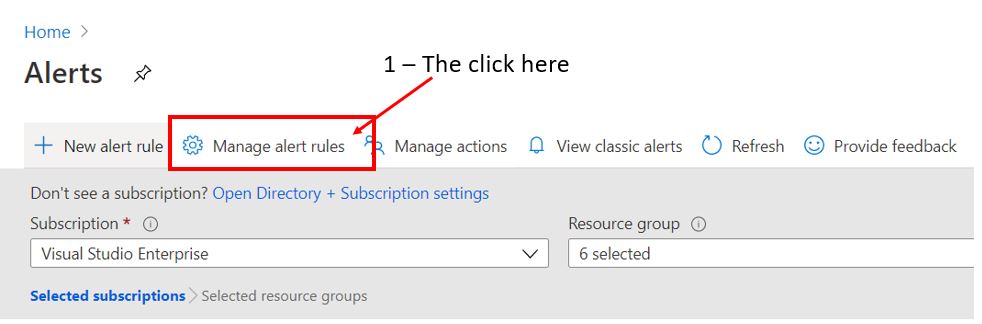 Home >
Alerts
1 – The click here
New alert rule Manage alert rules Manage actions View classic alerts Refresh Provide feedback
Don't see a subscription? Open Directory + Subscription settings
Subscription * Resource group
Visual Studio Enterprise 6 selected
Selected subscriptions > Selected resource groups